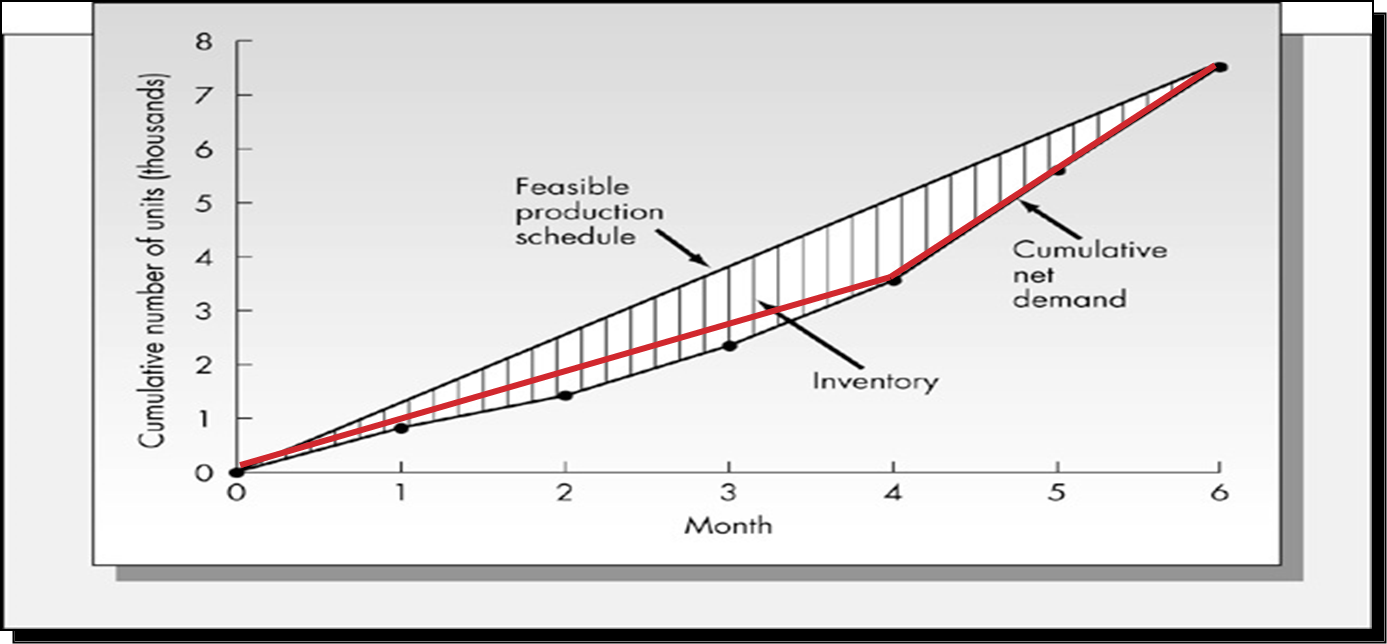 Cumulative number of units (thousands)
8
7
6
5
4
3
2
1
0
Feasible
production
schedule
Cumulative
net
demand
Inventory
0 1 2 3 4 5 6
Month